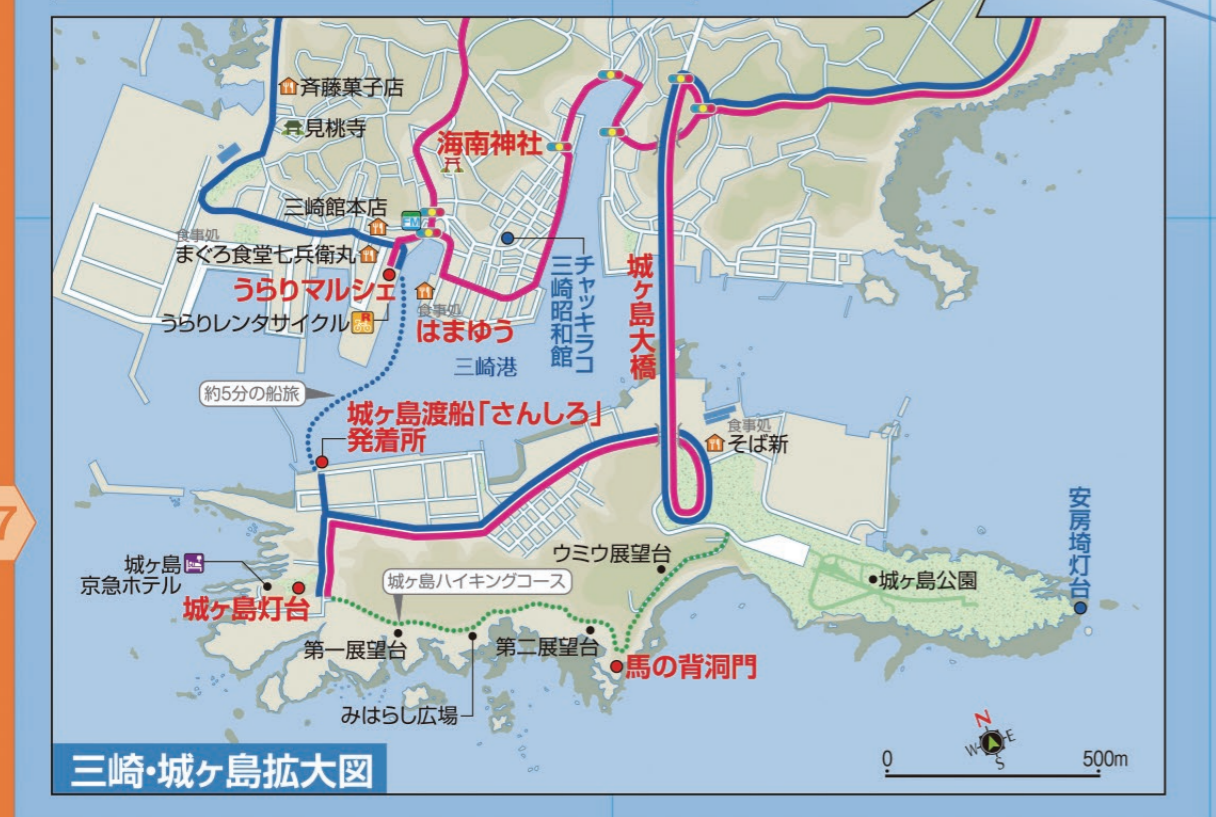 斉藤菓子店
見桃寺
海南神社
三崎館本店
FM
食事処
まぐろ食堂七兵衛丸
うらりマルシェ
R
うらりレンタサイクル
食事処
はまゆう
チャッキラコ
三崎昭和館
城ヶ島大橋
三崎港
約5分の船旅
城ヶ島渡船「さんしろ」
発着所
食事処
そば新
7
安房埼灯台
城ヶ島
京急ホテル
城ヶ島灯台
城ヶ島ハイキングコース
ウミウ展望台
城ヶ島公園
第一展望台
第二展望台
馬の背洞門
みはらし広場
N
W
E
S
0
500m
三崎・城ヶ島拡大図